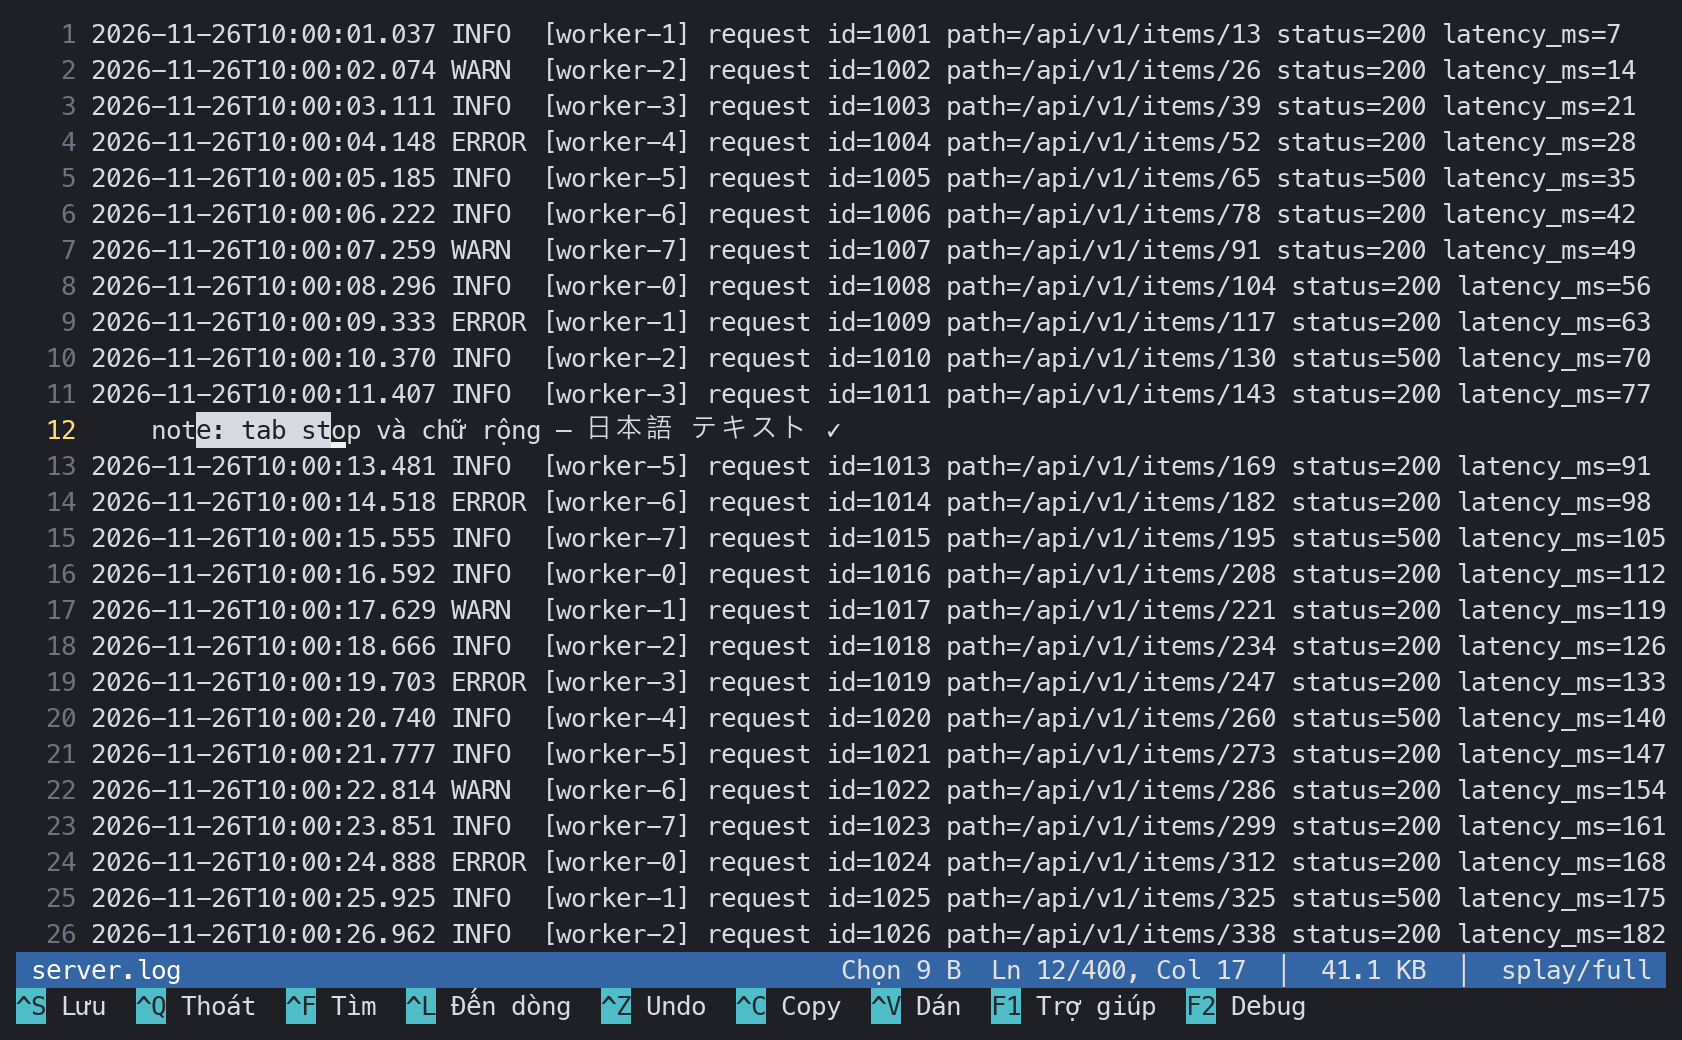 1 2026-11-26T10:00:01.037 INFO  [worker-1] request id=1001 path=/api/v1/items/13 status=200 latency_ms=7
2 2026-11-26T10:00:02.074 WARN  [worker-2] request id=1002 path=/api/v1/items/26 status=200 latency_ms=14
3 2026-11-26T10:00:03.111 INFO  [worker-3] request id=1003 path=/api/v1/items/39 status=200 latency_ms=21
4 2026-11-26T10:00:04.148 ERROR [worker-4] request id=1004 path=/api/v1/items/52 status=200 latency_ms=28
5 2026-11-26T10:00:05.185 INFO  [worker-5] request id=1005 path=/api/v1/items/65 status=500 latency_ms=35
6 2026-11-26T10:00:06.222 INFO  [worker-6] request id=1006 path=/api/v1/items/78 status=200 latency_ms=42
7 2026-11-26T10:00:07.259 WARN  [worker-7] request id=1007 path=/api/v1/items/91 status=200 latency_ms=49
8 2026-11-26T10:00:08.296 INFO  [worker-0] request id=1008 path=/api/v1/items/104 status=200 latency_ms=56
9 2026-11-26T10:00:09.333 ERROR [worker-1] request id=1009 path=/api/v1/items/117 status=200 latency_ms=63
10 2026-11-26T10:00:10.370 INFO  [worker-2] request id=1010 path=/api/v1/items/130 status=500 latency_ms=70
11 2026-11-26T10:00:11.407 INFO  [worker-3] request id=1011 path=/api/v1/items/143 status=200 latency_ms=77
12     note: tab stop và chữ rộng — 日本語 テキスト ✓
13 2026-11-26T10:00:13.481 INFO  [worker-5] request id=1013 path=/api/v1/items/169 status=200 latency_ms=91
14 2026-11-26T10:00:14.518 ERROR [worker-6] request id=1014 path=/api/v1/items/182 status=200 latency_ms=98
15 2026-11-26T10:00:15.555 INFO  [worker-7] request id=1015 path=/api/v1/items/195 status=500 latency_ms=105
16 2026-11-26T10:00:16.592 INFO  [worker-0] request id=1016 path=/api/v1/items/208 status=200 latency_ms=112
17 2026-11-26T10:00:17.629 WARN  [worker-1] request id=1017 path=/api/v1/items/221 status=200 latency_ms=119
18 2026-11-26T10:00:18.666 INFO  [worker-2] request id=1018 path=/api/v1/items/234 status=200 latency_ms=126
19 2026-11-26T10:00:19.703 ERROR [worker-3] request id=1019 path=/api/v1/items/247 status=200 latency_ms=133
20 2026-11-26T10:00:20.740 INFO  [worker-4] request id=1020 path=/api/v1/items/260 status=500 latency_ms=140
21 2026-11-26T10:00:21.777 INFO  [worker-5] request id=1021 path=/api/v1/items/273 status=200 latency_ms=147
22 2026-11-26T10:00:22.814 WARN  [worker-6] request id=1022 path=/api/v1/items/286 status=200 latency_ms=154
23 2026-11-26T10:00:23.851 INFO  [worker-7] request id=1023 path=/api/v1/items/299 status=200 latency_ms=161
24 2026-11-26T10:00:24.888 ERROR [worker-0] request id=1024 path=/api/v1/items/312 status=200 latency_ms=168
25 2026-11-26T10:00:25.925 INFO  [worker-1] request id=1025 path=/api/v1/items/325 status=500 latency_ms=175
26 2026-11-26T10:00:26.962 INFO  [worker-2] request id=1026 path=/api/v1/items/338 status=200 latency_ms=182
server.log Chọn 9 B  Ln 12/400, Col 17 │ 41.1 KB │ splay/full
^S Lưu  ^Q Thoát  ^F Tìm  ^L Đến dòng  ^Z Undo  ^C Copy  ^V Dán  F1 Trợ giúp  F2 Debug